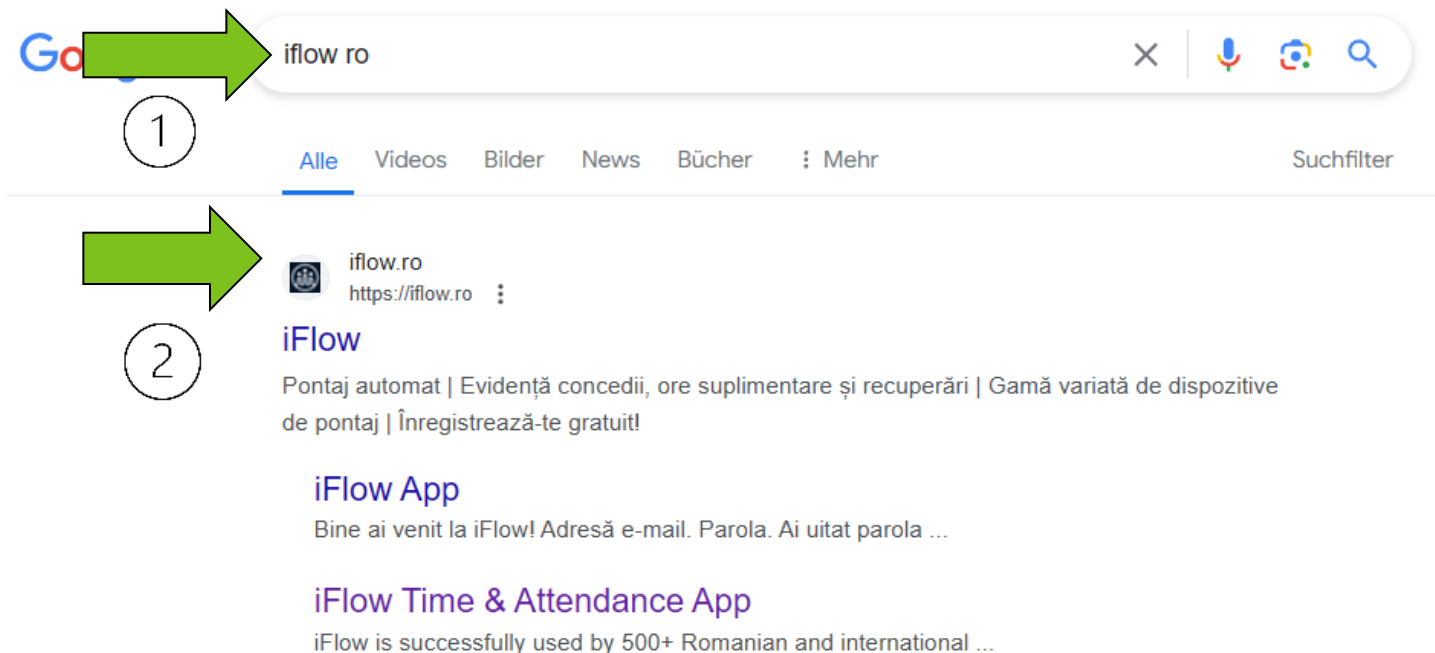 Go
iflow ro
1
Alle Videos Bilder News Bücher Mehr Suchfilter
iflow.ro
https://iflow.ro
2
iFlow
Pontaj automat | Evidență concedii, ore suplimentare și recuperări | Gamă variată de dispozitive
de pontaj | Înregistrează-te gratuit!
iFlow App
Bine ai venit la iFlow! Adresă e-mail. Parola. Ai uitat parola ...
iFlow Time & Attendance App
iFlow is successfully used by 500+ Romanian and international ...